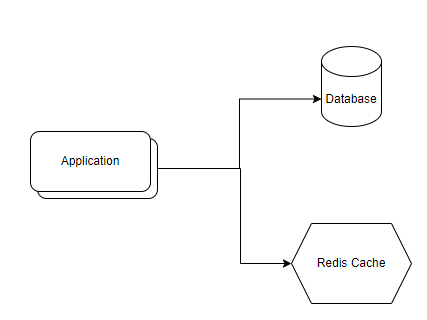 Database
Application
Redis Cache